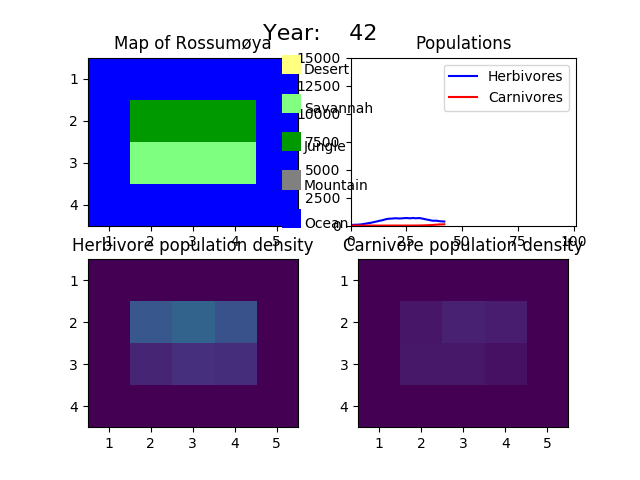 Year: 42
Map of Rossumøya
1
2
3
4
1 2 3 4 5
Desert
Savannah
Jungle
Mountain
Ocean
Populations
15000
12500
10000
7500
5000
2500
0
0 25 50 75 100
Herbivores
Carnivores
Herbivore population density
1
2
3
4
1 2 3 4 5
Carnivore population density
1
2
3
4
1 2 3 4 5